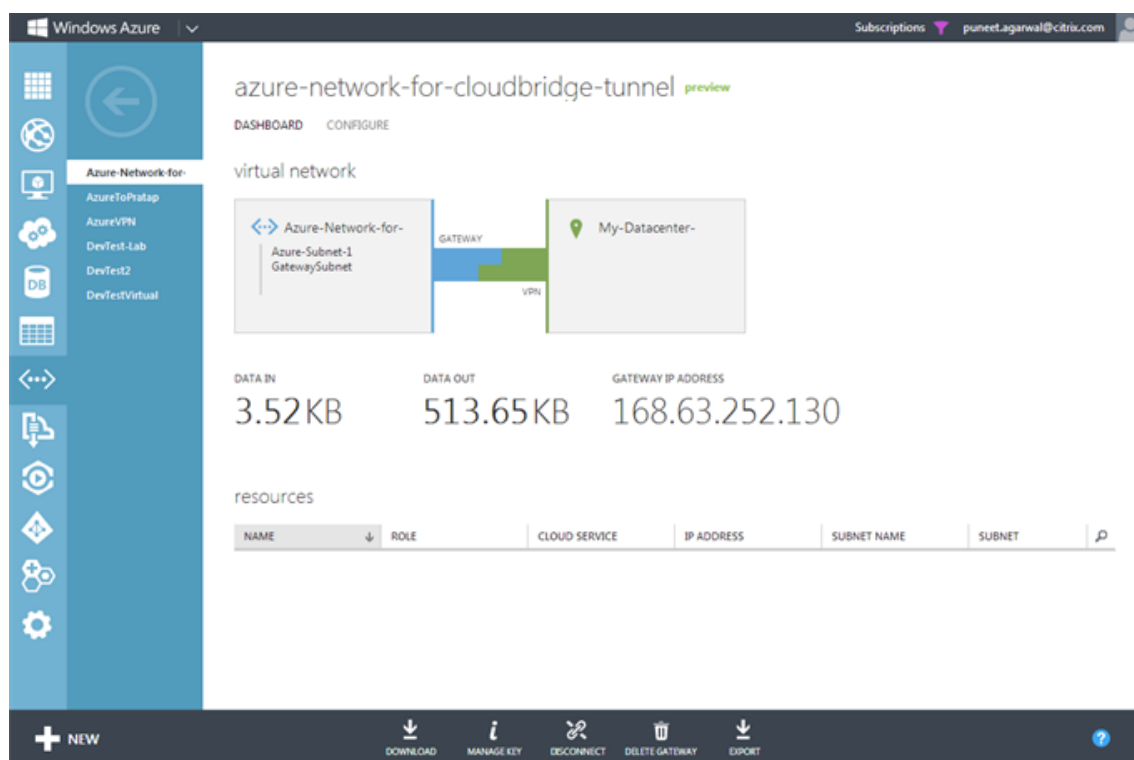 Windows Azure
Subscriptions puneet.agarwal@citrix.com
azure-network-for-cloudbridge-tunnel preview
DASHBOARD CONFIGURE
Azure-Network-for-
AzureToPratap
AzureVPN
DevTest-Lab
DevTest2
DevTestVirtual
DB
virtual network
Azure-Network-for-
Azure-Subnet-1
GatewaySubnet
GATEWAY
VPN
My-Datacenter-
DATA IN DATA OUT GATEWAY IP ADDRESS
3.52KB 513.65KB 168.63.252.130
resources
NAME ROLE CLOUD SERVICE IP ADDRESS SUBNET NAME SUBNET
NEW
DOWNLOAD MANAGE KEY DISCONNECT DELETE GATEWAY EXPORT
?